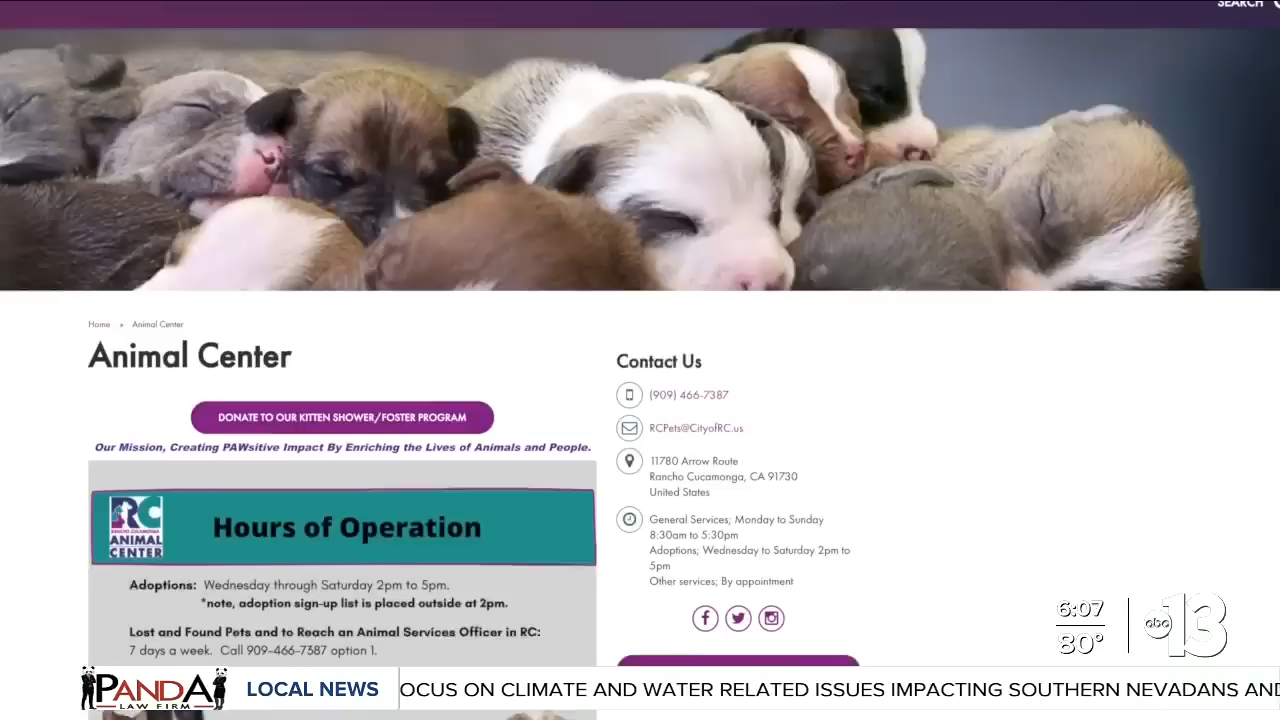 SEARCH
Home » Animal Center
Animal Center
DONATE TO OUR KITTEN SHOWER/FOSTER PROGRAM
Our Mission, Creating PAWsitive Impact By Enriching the Lives of Animals and People.
RC
RANCHO CUCAMONGA
ANIMAL
CENTER
Hours of Operation
Adoptions: Wednesday through Saturday 2pm to 5pm.
*note, adoption sign-up list is placed outside at 2pm.
Lost and Found Pets and to Reach an Animal Services Officer in RC:
7 days a week. Call 909-466-7387 option 1.
Contact Us
(909) 466-7387
RCPets@CityofRC.us
11780 Arrow Route
Rancho Cucamonga, CA 91730
United States
General Services; Monday to Sunday
8:30am to 5:30pm
Adoptions; Wednesday to Saturday 2pm to
5pm
Other services; By appointment
6:07
80°
abc 13
PANDA
LAW FIRM
LOCAL NEWS
OCUS ON CLIMATE AND WATER RELATED ISSUES IMPACTING SOUTHERN NEVADANS AND